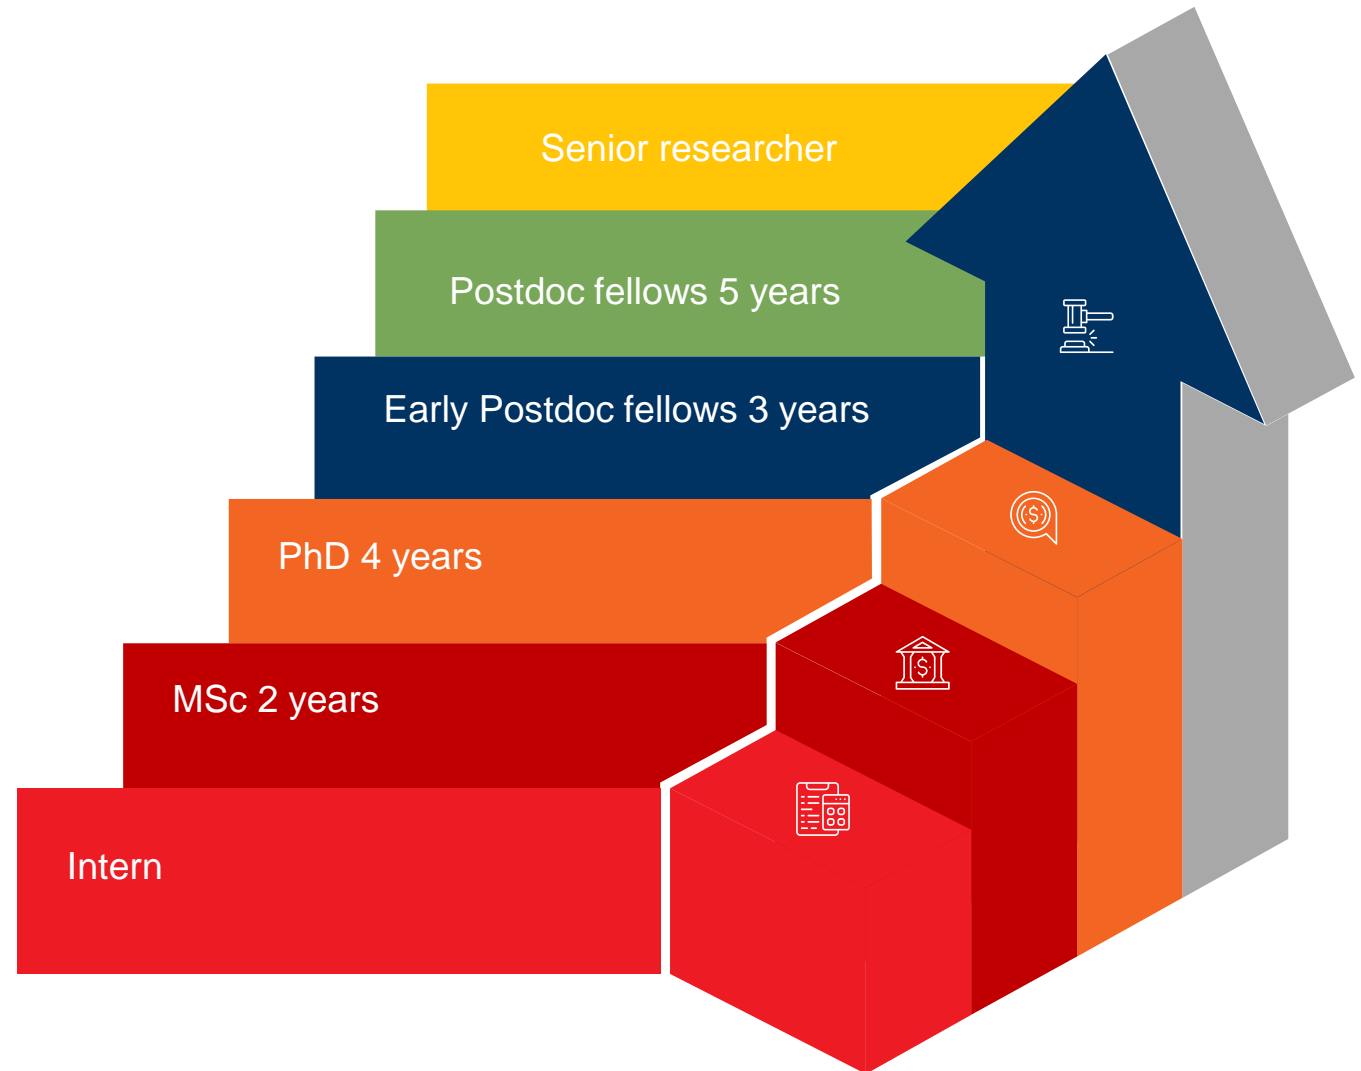 Senior researcher
Postdoc fellows 5 years
Early Postdoc fellows 3 years
PhD 4 years
MSc 2 years
Intern